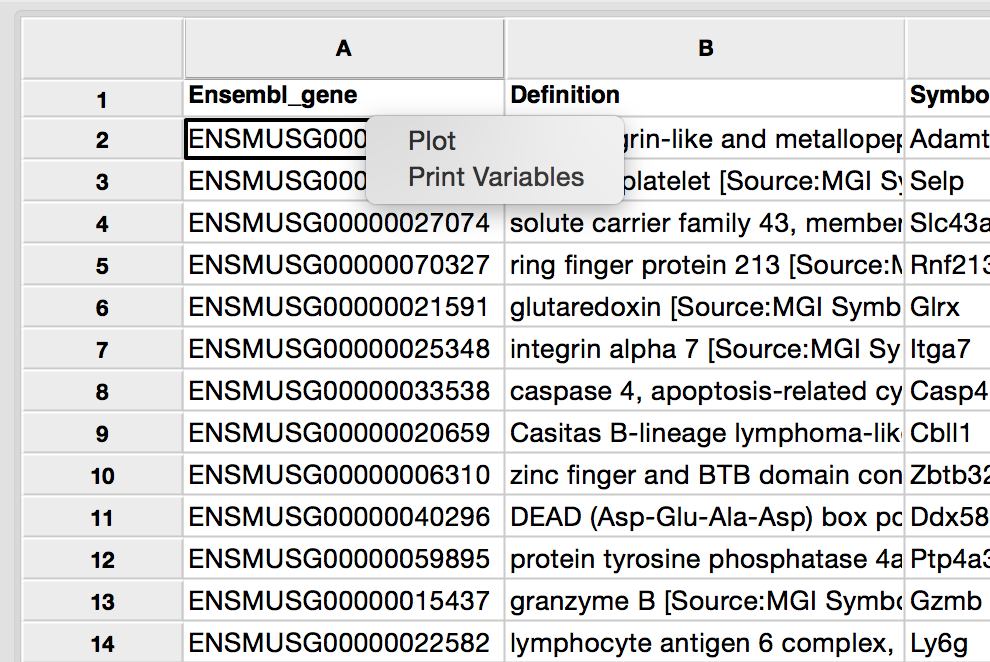 A B
1 Ensembl_gene Definition Symbo
2 ENSMUSG000 grin-like and metallopep Adamt
Plot
3 ENSMUSG000 platelet [Source:MGI Sy Selp
Print Variables
4 ENSMUSG00000027074 solute carrier family 43, member Slc43a
5 ENSMUSG00000070327 ring finger protein 213 [Source:M Rnf213
6 ENSMUSG00000021591 glutaredoxin [Source:MGI Symb Glrx
7 ENSMUSG00000025348 integrin alpha 7 [Source:MGI Sy Itga7
8 ENSMUSG00000033538 caspase 4, apoptosis-related cy Casp4
9 ENSMUSG00000020659 Casitas B-lineage lymphoma-lik Cbll1
10 ENSMUSG00000006310 zinc finger and BTB domain con Zbtb32
11 ENSMUSG00000040296 DEAD (Asp-Glu-Ala-Asp) box po Ddx58
12 ENSMUSG00000059895 protein tyrosine phosphatase 4a Ptp4a3
13 ENSMUSG00000015437 granzyme B [Source:MGI Symbo Gzmb
14 ENSMUSG00000022582 lymphocyte antigen 6 complex, Ly6g